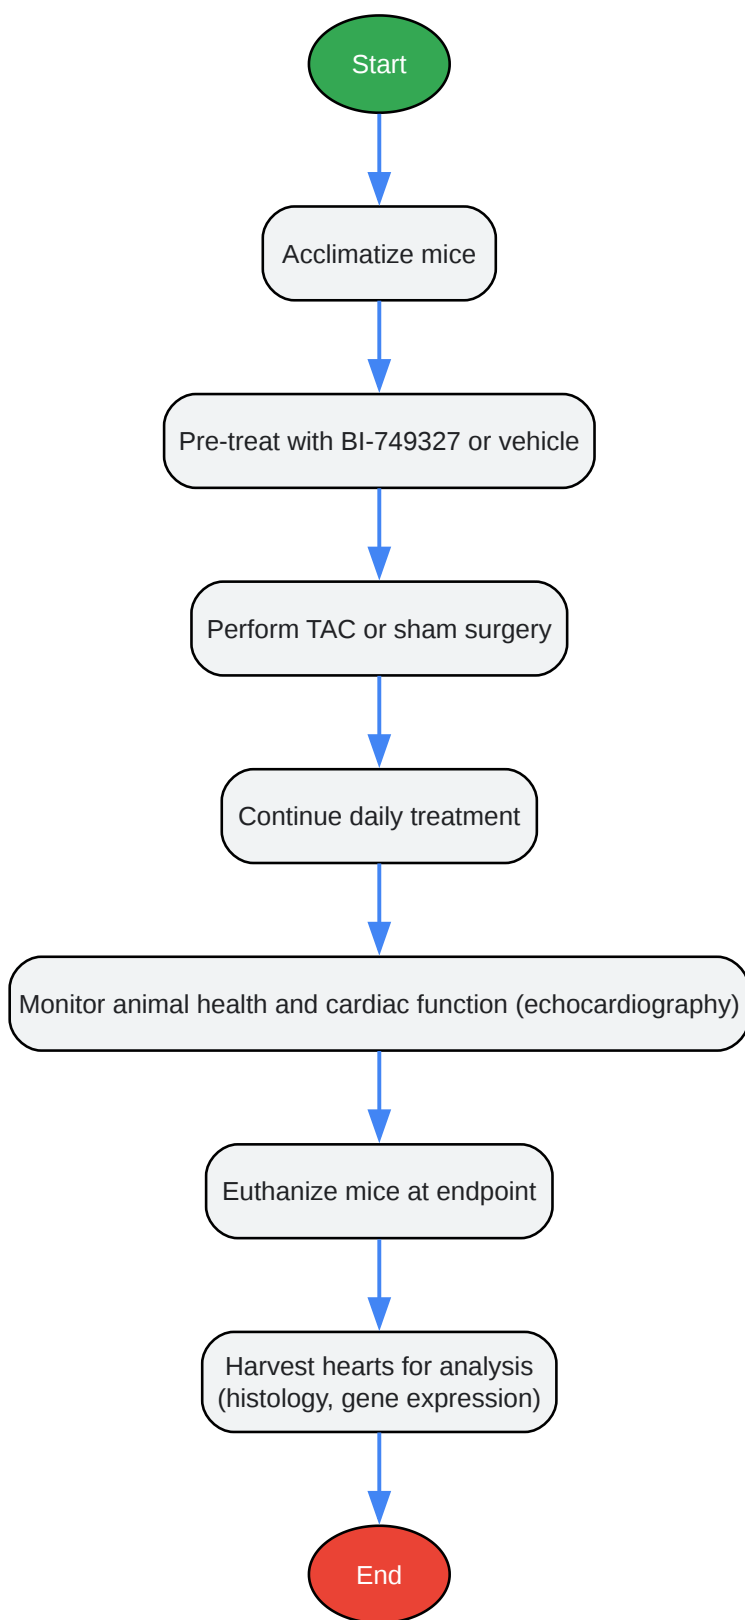 Start
Acclimatize mice
Pre-treat with BI-749327 or vehicle
Perform TAC or sham surgery
Continue daily treatment
Monitor animal health and cardiac function (echocardiography)
Euthanize mice at endpoint
Harvest hearts for analysis
(histology, gene expression)
End